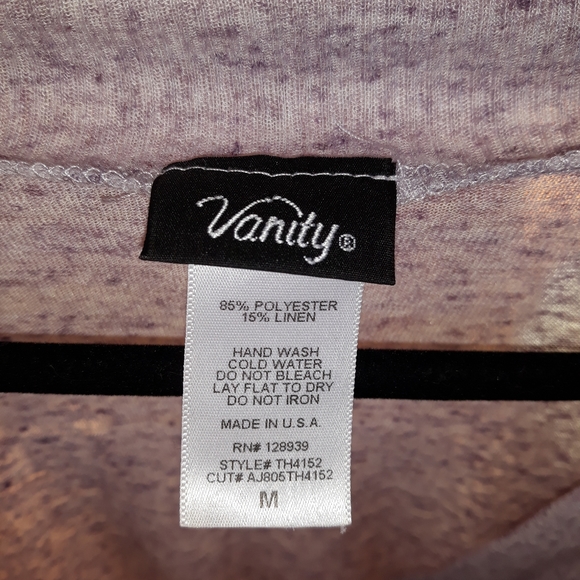 Vanity®
85% POLYESTER
15% LINEN
HAND WASH
COLD WATER
DO NOT BLEACH
LAY FLAT TO DRY
DO NOT IRON
MADE IN U.S.A.
RN# 128939
STYLE# TH4152
CUT# AJ805TH4152
M